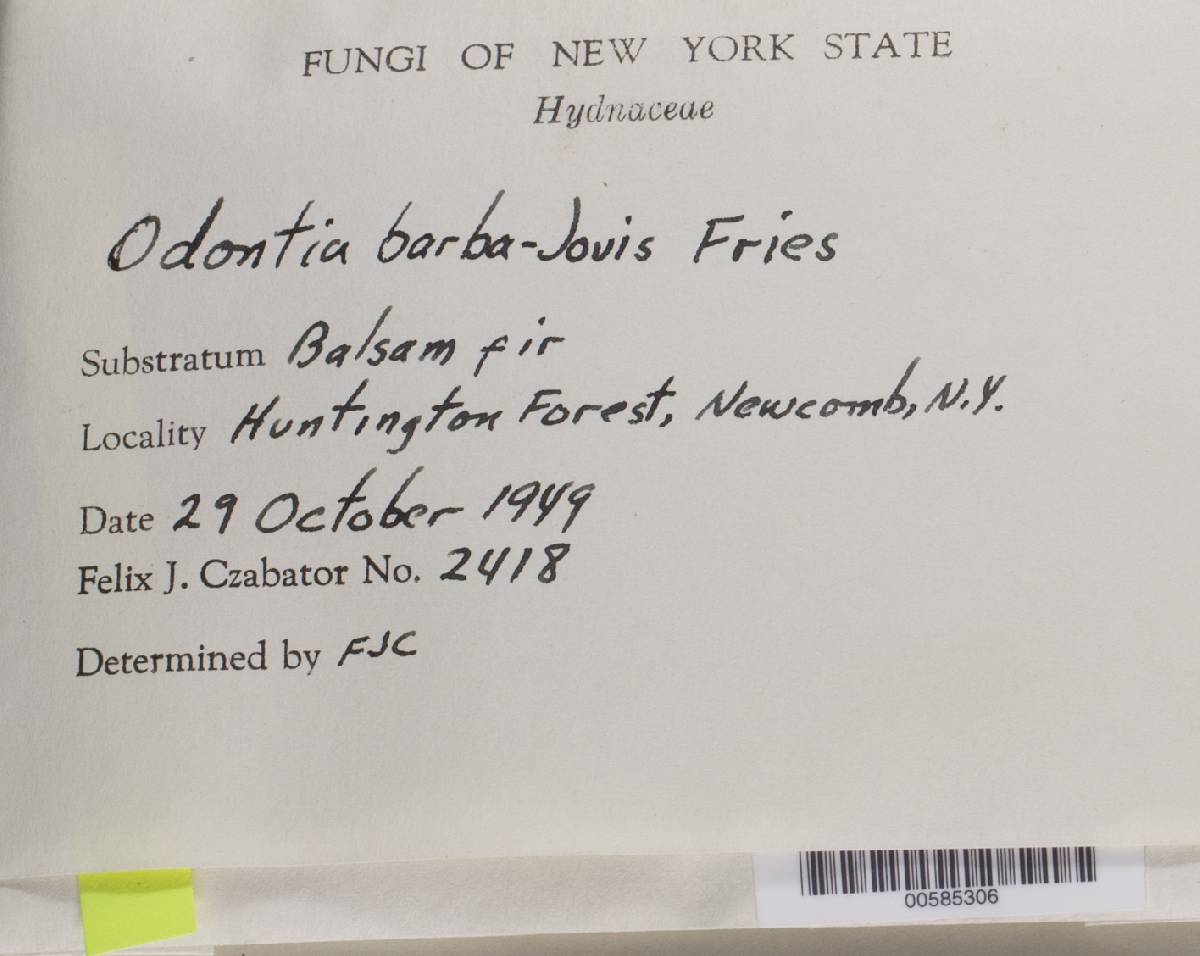 FUNGI OF NEW YORK STATE
Hydnaceae
Odontia barba-Jovis Fries
Substratum Balsam fir
Locality Huntington Forest, Newcomb, N.Y.
Date 29 October 1949
Felix J. Czabator No. 2418
Determined by FJC
00585306